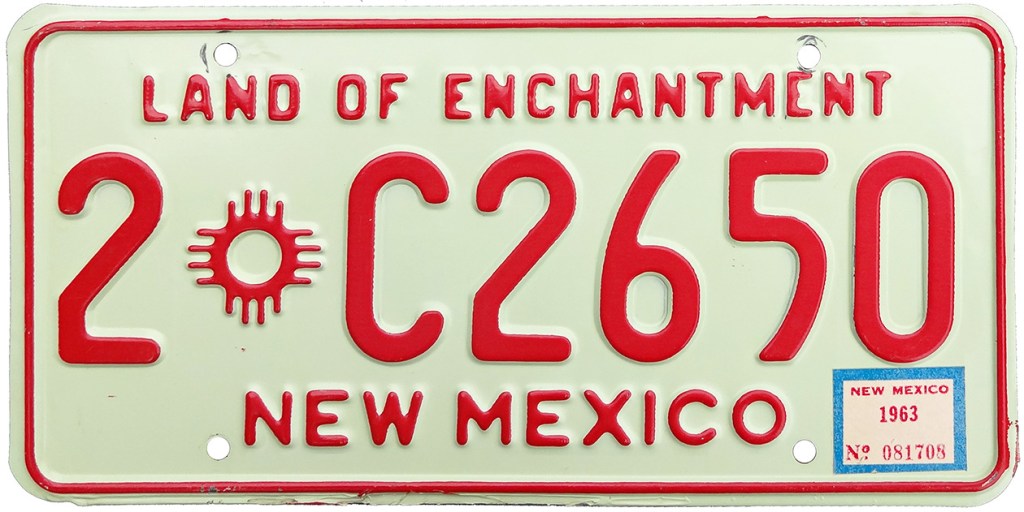 LAND OF ENCHANTMENT
2 C2650
NEW MEXICO
NEW MEXICO
1963
Nº 081708